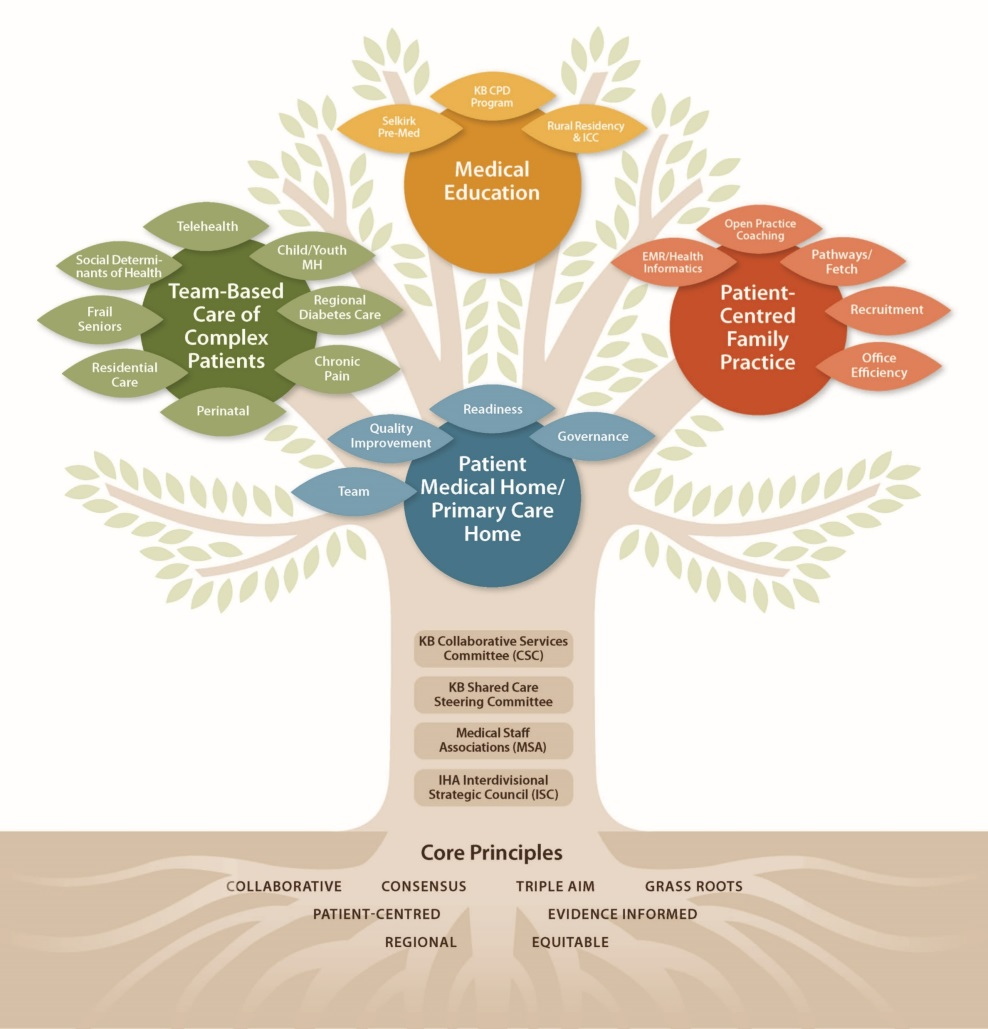 KB CPD
Program
Selkirk
Pre-Med
Rural Residency
& ICC
Medical
Education
Telehealth
Child/Youth
MH
Social Determi-
nants of Health
Regional
Diabetes Care
Frail
Seniors
Chronic
Pain
Residential
Care
Perinatal
Team-Based
Care of
Complex
Patients
Open Practice
Coaching
EMR/Health
Informatics
Pathways/
Fetch
Recruitment
Office
Efficiency
Patient-
Centred
Family
Practice
Readiness
Quality
Improvement
Governance
Team
Patient
Medical Home/
Primary Care
Home
KB Collaborative Services
Committee (CSC)
KB Shared Care
Steering Committee
Medical Staff
Associations (MSA)
IHA Interdivisional
Strategic Council (ISC)
Core Principles
COLLABORATIVE CONSENSUS TRIPLE AIM GRASS ROOTS
PATIENT-CENTRED EVIDENCE INFORMED
REGIONAL EQUITABLE